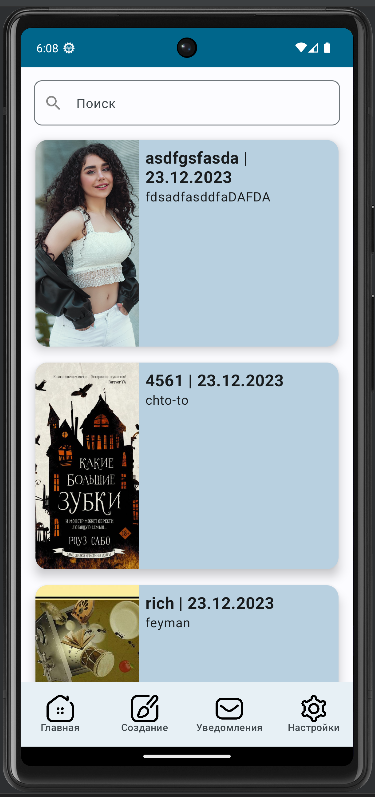 6:08
Поиск
asdfgsfasda |
23.12.2023
fdsadfasddfaDAFDA
4561 | 23.12.2023
chto-to
КАКИЕ
БОЛЬШИЕ
ЗУБКИ
РОУЗ САБО
rich | 23.12.2023
feyman
Главная
Создание
Уведомления
Настройки